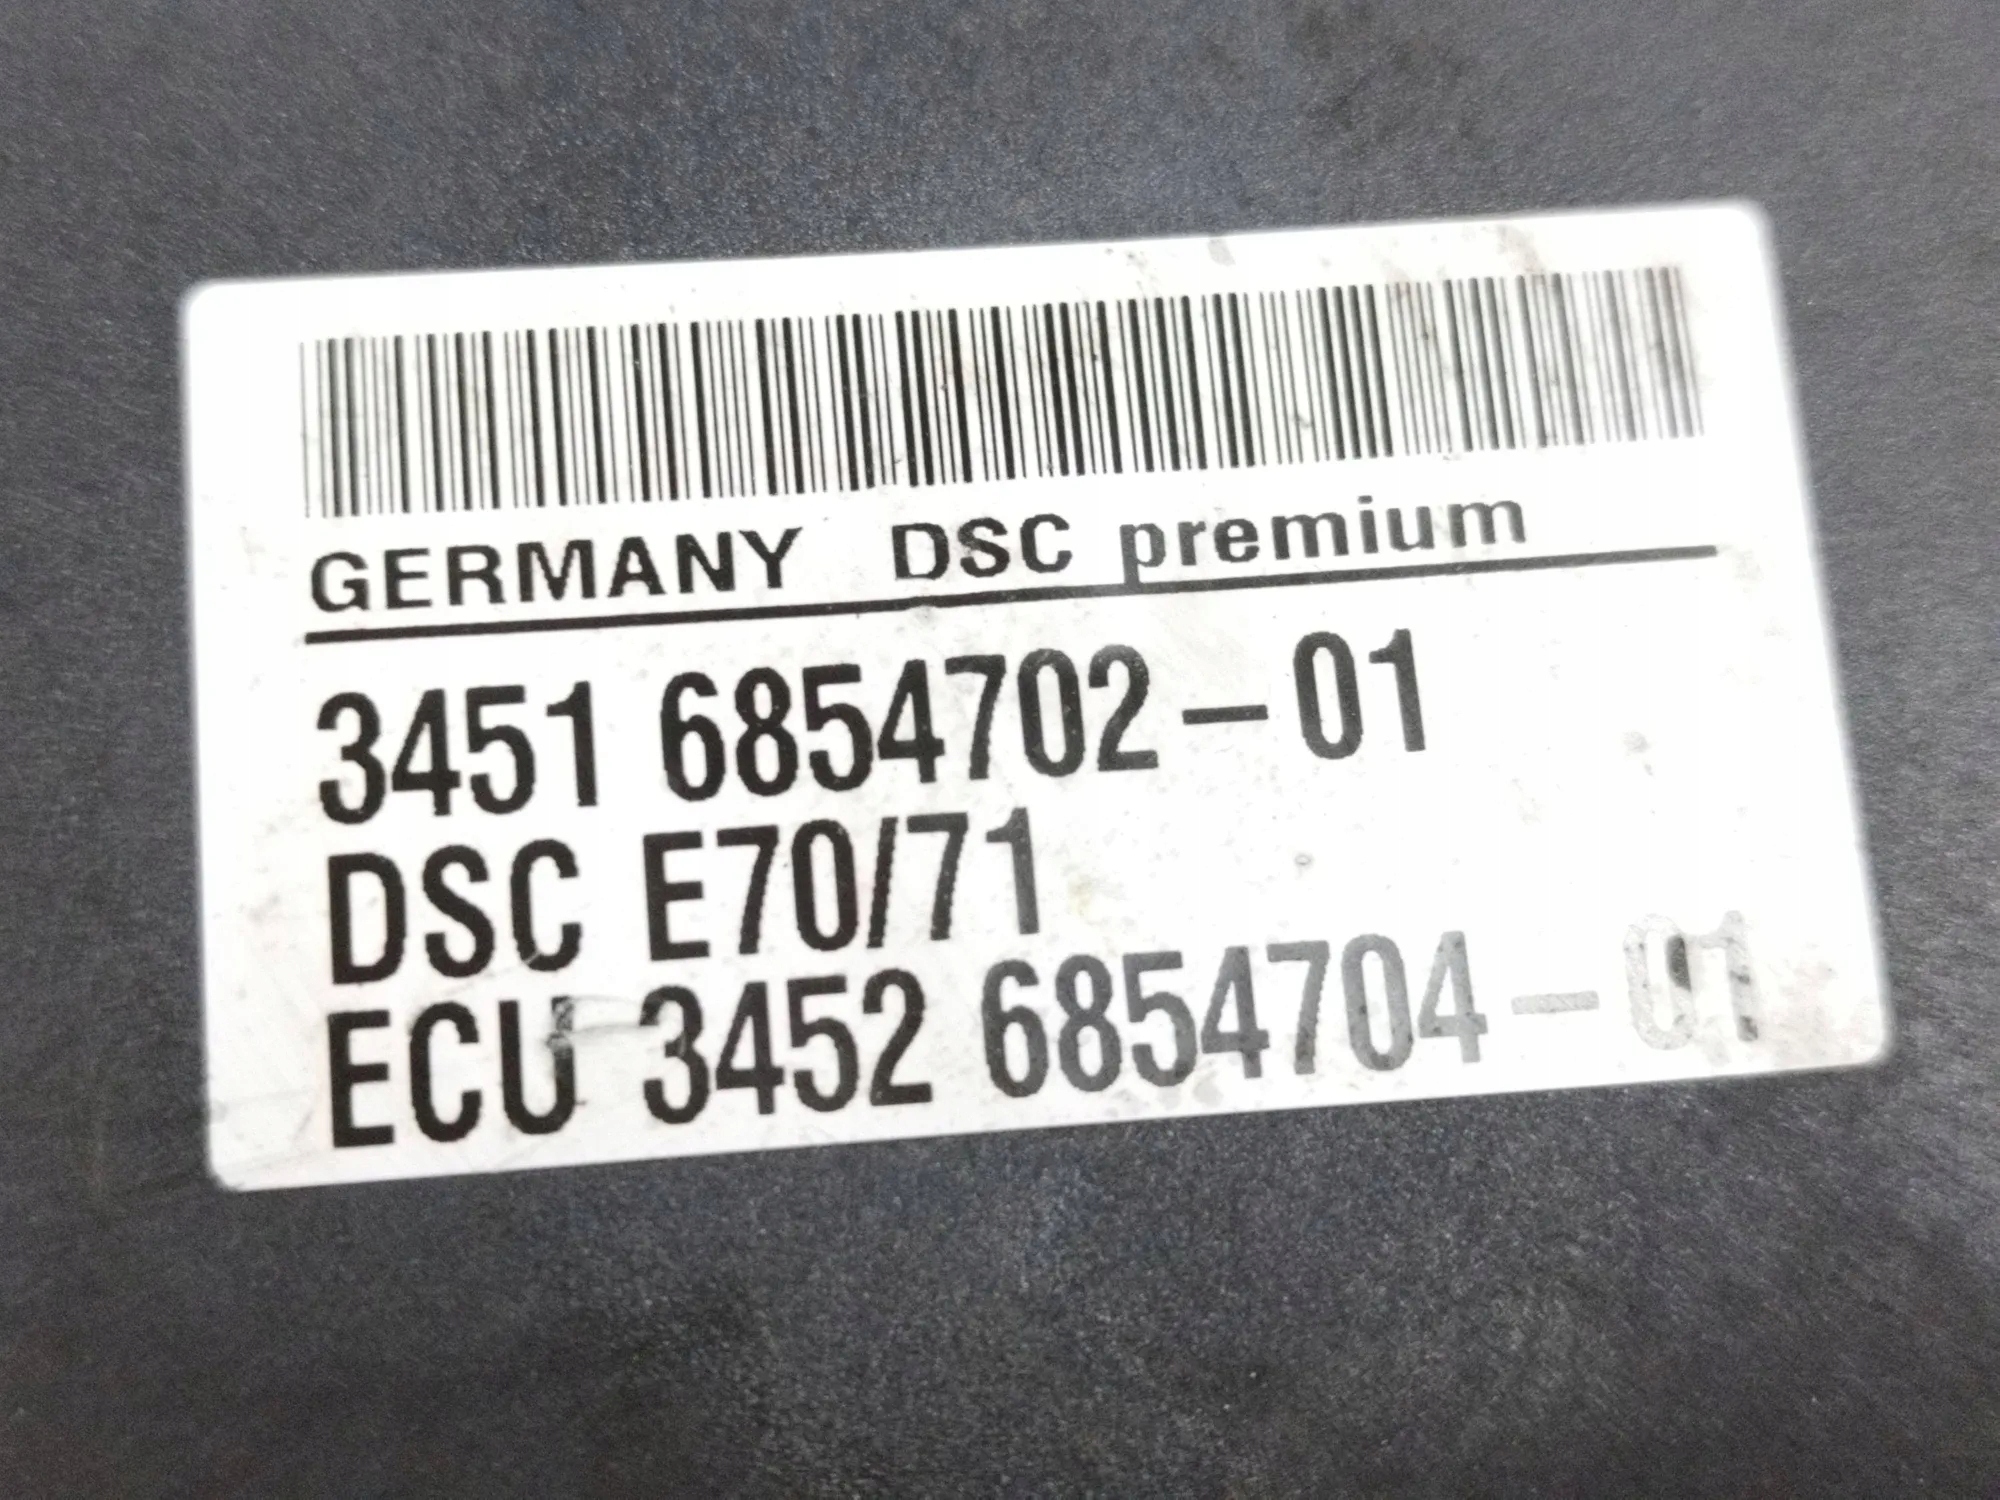 GERMANY DSC premium
3451 6854702-01
DSC E70/71
ECU 3452 6854704-01